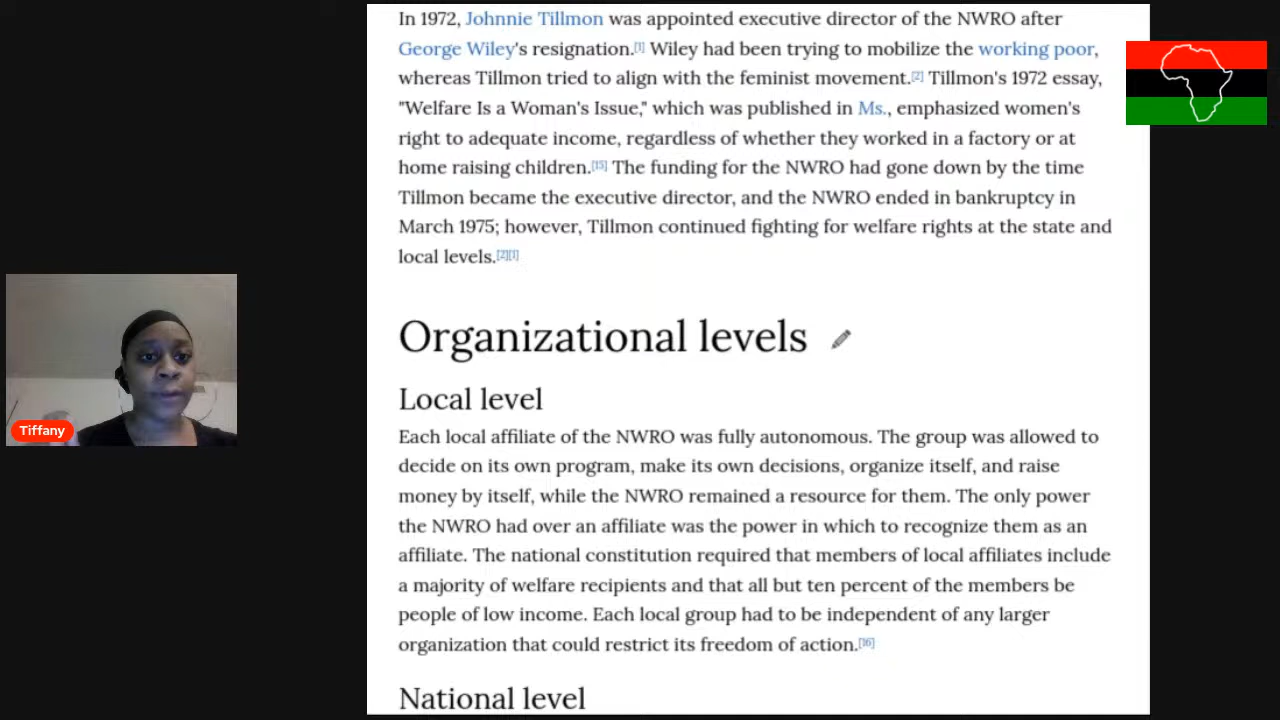 In 1972, Johnnie Tillmon was appointed executive director of the NWRO after
George Wiley's resignation.[1] Wiley had been trying to mobilize the working poor,
whereas Tillmon tried to align with the feminist movement.[2] Tillmon's 1972 essay,
"Welfare Is a Woman's Issue," which was published in Ms., emphasized women's
right to adequate income, regardless of whether they worked in a factory or at
home raising children.[15] The funding for the NWRO had gone down by the time
Tillmon became the executive director, and the NWRO ended in bankruptcy in
March 1975; however, Tillmon continued fighting for welfare rights at the state and
local levels.[2][1]
Organizational levels
Local level
Each local affiliate of the NWRO was fully autonomous. The group was allowed to
decide on its own program, make its own decisions, organize itself, and raise
money by itself, while the NWRO remained a resource for them. The only power
the NWRO had over an affiliate was the power in which to recognize them as an
affiliate. The national constitution required that members of local affiliates include
a majority of welfare recipients and that all but ten percent of the members be
people of low income. Each local group had to be independent of any larger
organization that could restrict its freedom of action.[16]
National level
Tiffany